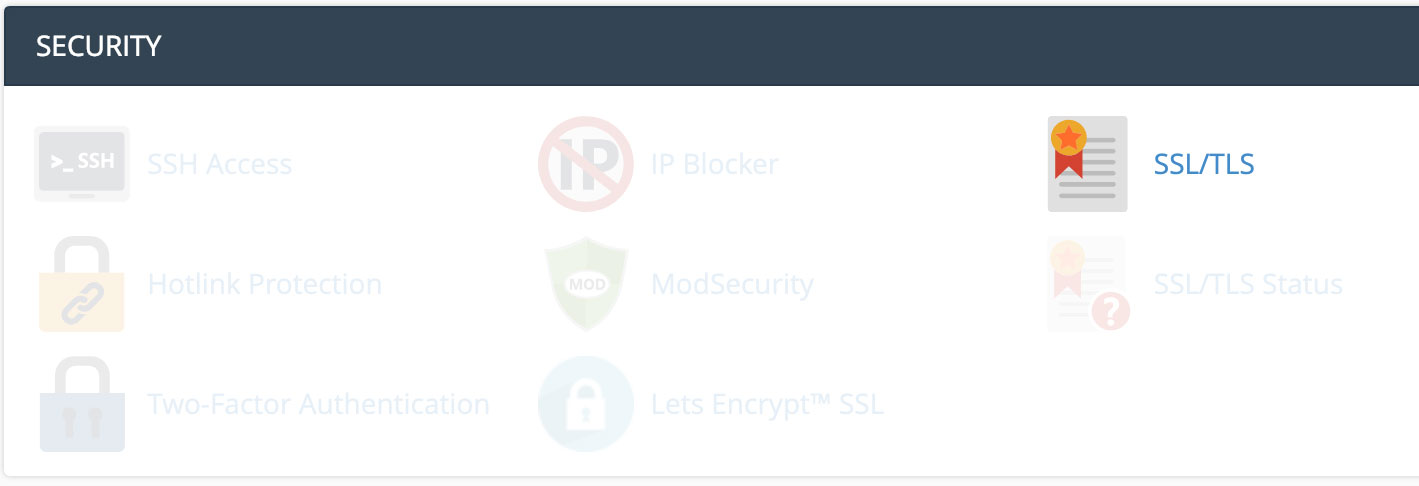 SECURITY
>_ SSH
SSH Access
IP
IP Blocker
SSL/TLS
Hotlink Protection
MOD
ModSecurity
?
SSL/TLS Status
Two-Factor Authentication
Lets Encrypt™ SSL